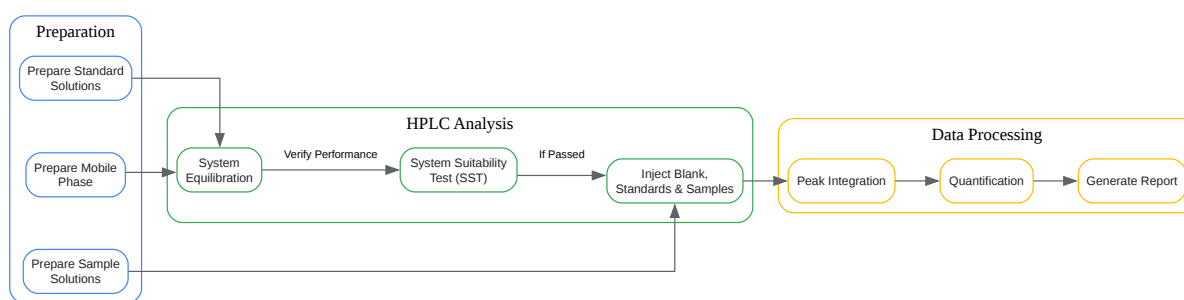 Preparation
Prepare Standard
Solutions
Prepare Mobile
Phase
Prepare Sample
Solutions
HPLC Analysis
System
Equilibration
Verify Performance
System Suitability
Test (SST)
If Passed
Inject Blank,
Standards & Samples
Data Processing
Peak Integration
Quantification
Generate Report